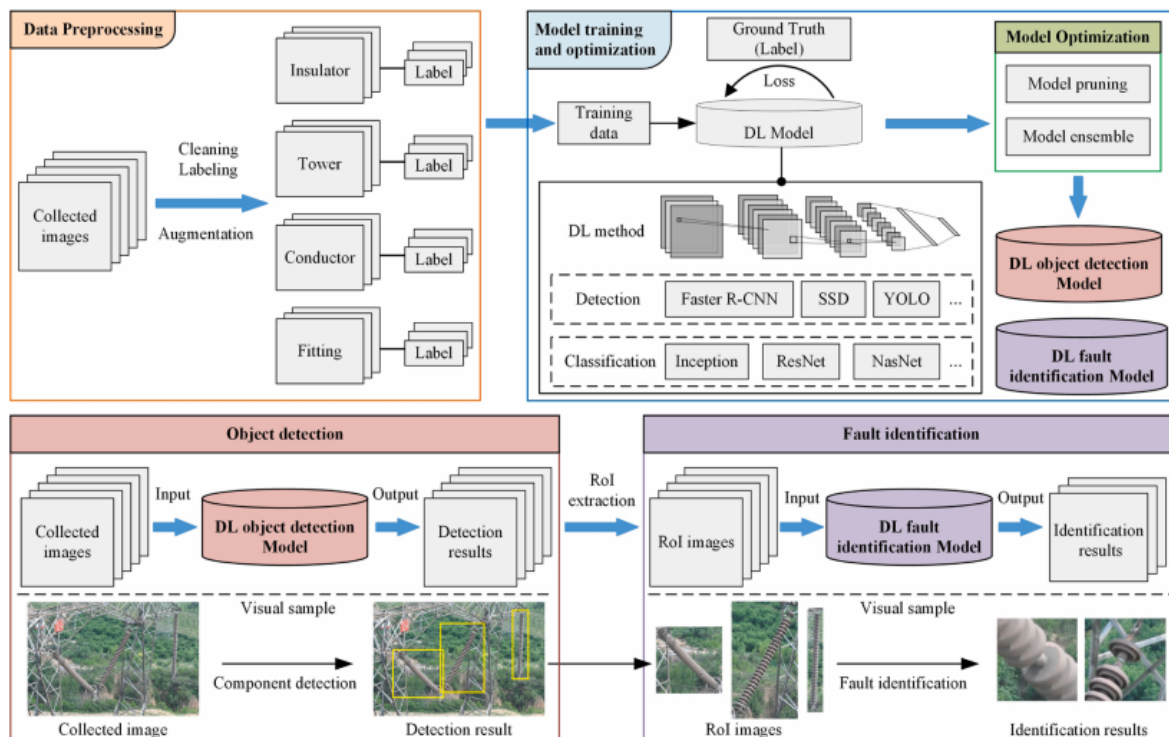 Data Preprocessing
Collected
images
Cleaning
Labeling
Augmentation
Insulator
Label
Tower
Label
Conductor
Label
Fitting
Label
Model training
and optimization
Ground Truth
(Label)
Loss
Training
data
DL Model
DL method
Detection
Faster R-CNN
SSD
YOLO
...
Classification
Inception
ResNet
NasNet
...
Model Optimization
Model pruning
Model ensemble
DL object detection
Model
DL fault
identification Model
Object detection
Collected
images
Input
DL object detection
Model
Output
Detection
results
Visual sample
Component detection
Collected image
Detection result
RoI
extraction
Fault identification
RoI images
Input
DL fault
identification Model
Output
Identification
results
Visual sample
Fault identification
RoI images
Identification results